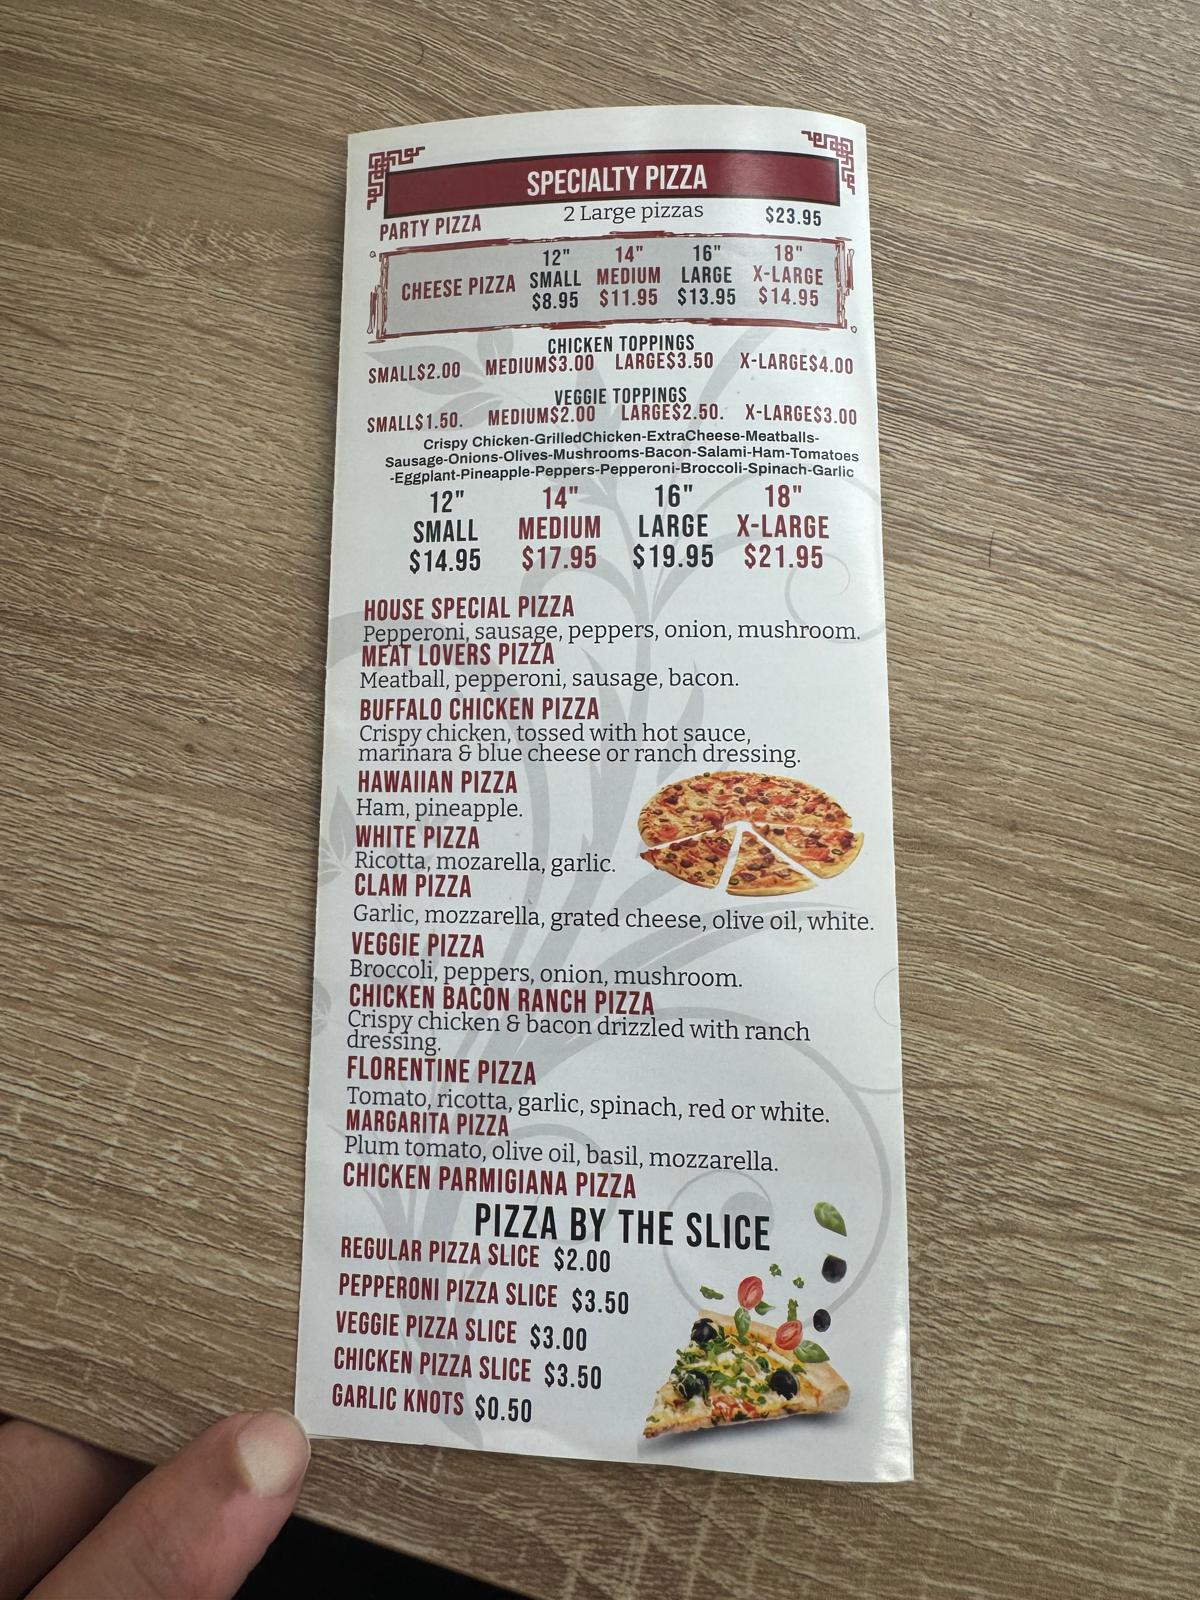 SPECIALTY PIZZA
PARTY PIZZA 2 Large pizzas $23.95
12" 14" 16" 18"
CHEESE PIZZA SMALL MEDIUM LARGE X-LARGE
$8.95 $11.95 $13.95 $14.95
CHICKEN TOPPINGS
SMALL$2.00 MEDIUM$3.00 LARGE$3.50 X-LARGE$4.00
VEGGIE TOPPINGS
SMALL$1.50. MEDIUM$2.00 LARGE$2.50. X-LARGE$3.00
Crispy Chicken-GrilledChicken-ExtraCheese-Meatballs-
Sausage-Onions-Olives-Mushrooms-Bacon-Salami-Ham-Tomatoes
-Eggplant-Pineapple-Peppers-Pepperoni-Broccoli-Spinach-Garlic
12" 14" 16" 18"
SMALL MEDIUM LARGE X-LARGE
$14.95 $17.95 $19.95 $21.95
HOUSE SPECIAL PIZZA
Pepperoni, sausage, peppers, onion, mushroom.
MEAT LOVERS PIZZA
Meatball, pepperoni, sausage, bacon.
BUFFALO CHICKEN PIZZA
Crispy chicken, tossed with hot sauce,
marinara & blue cheese or ranch dressing.
HAWAIIAN PIZZA
Ham, pineapple.
WHITE PIZZA
Ricotta, mozarella, garlic.
CLAM PIZZA
Garlic, mozzarella, grated cheese, olive oil, white.
VEGGIE PIZZA
Broccoli, peppers, onion, mushroom.
CHICKEN BACON RANCH PIZZA
Crispy chicken & bacon drizzled with ranch
dressing.
FLORENTINE PIZZA
Tomato, ricotta, garlic, spinach, red or white.
MARGARITA PIZZA
Plum tomato, olive oil, basil, mozzarella.
CHICKEN PARMIGIANA PIZZA
PIZZA BY THE SLICE
REGULAR PIZZA SLICE $2.00
PEPPERONI PIZZA SLICE $3.50
VEGGIE PIZZA SLICE $3.00
CHICKEN PIZZA SLICE $3.50
GARLIC KNOTS $0.50